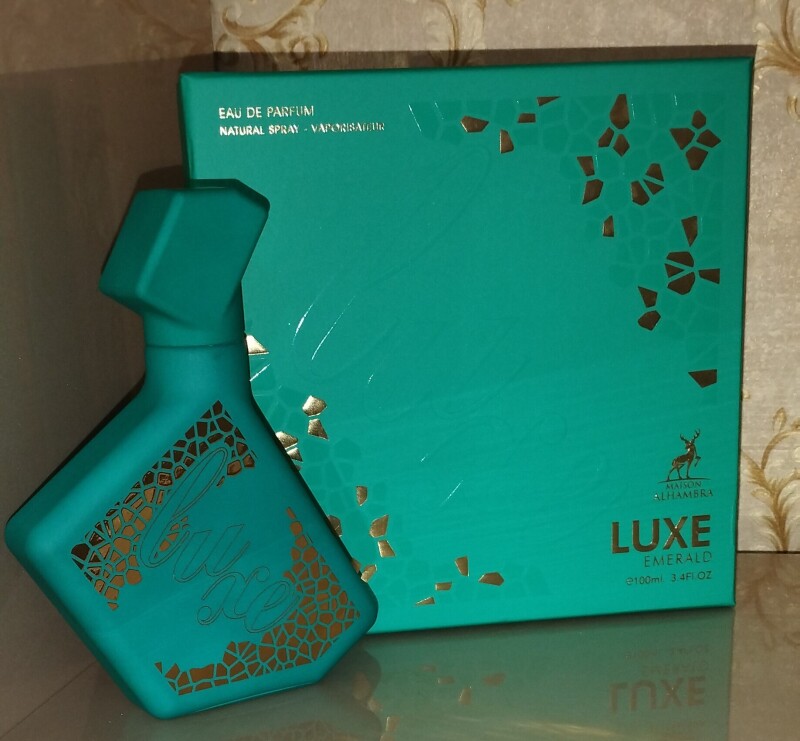 EAU DE PARFUM
NATURAL SPRAY - VAPORISATEUR
MAISON
ALHAMBRA
LUXE
EMERALD
℮100ml. 3.4Fl.OZ
luxe